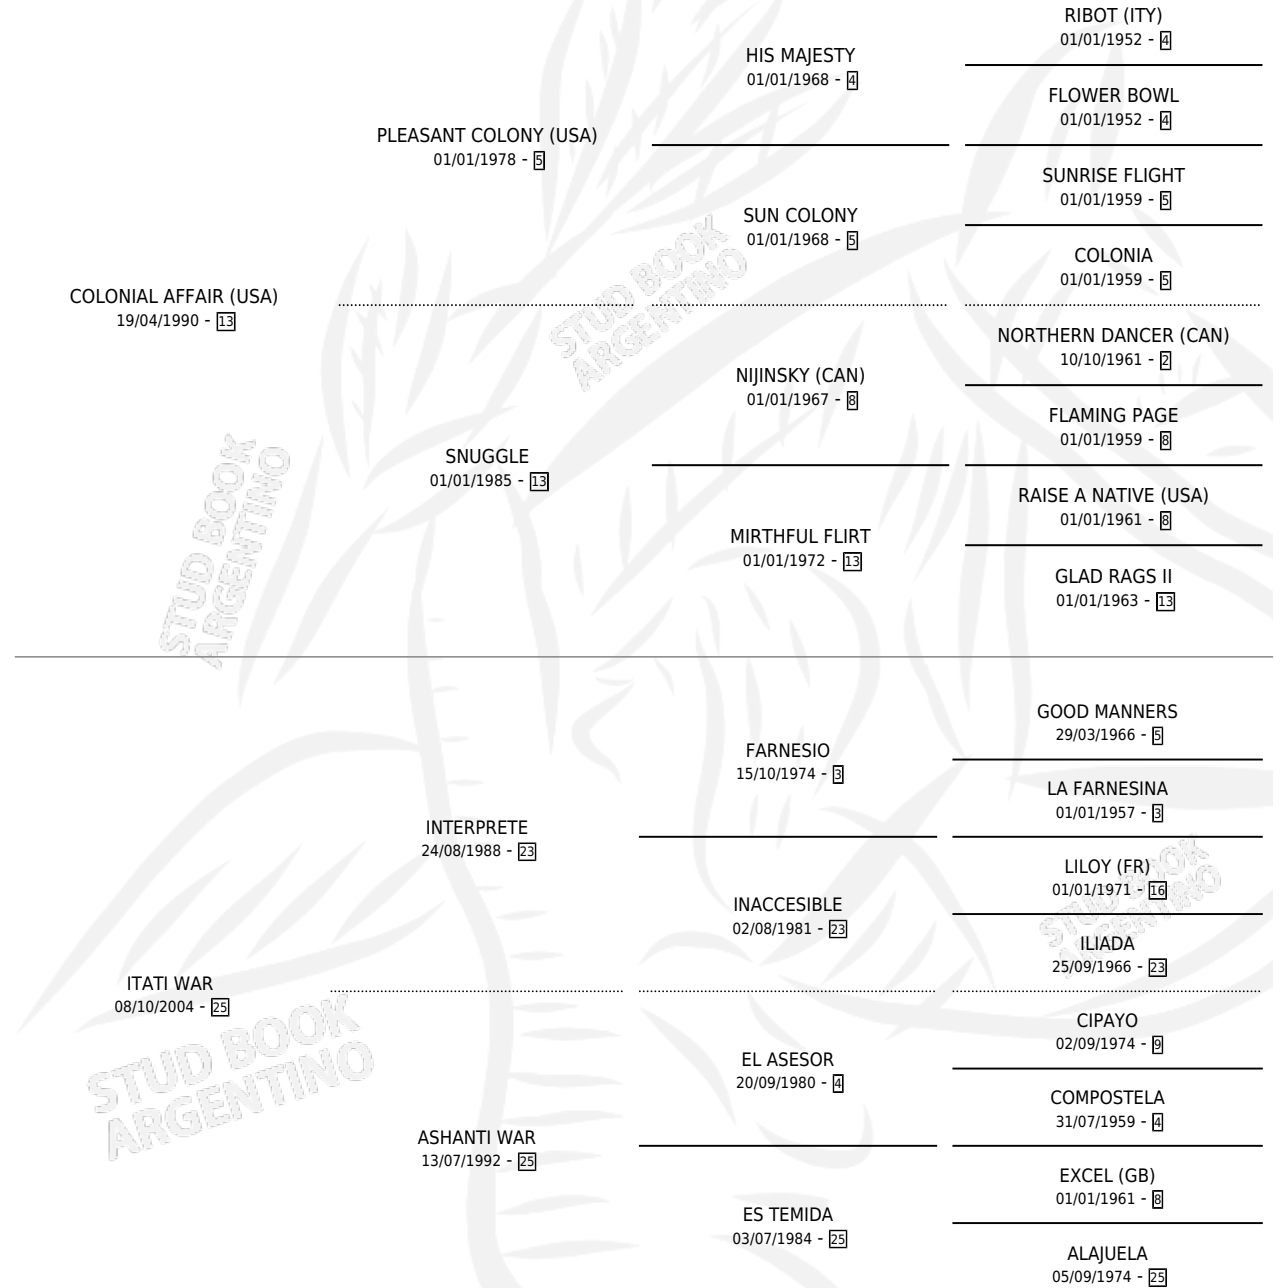 RIBOT (ITY)
01/01/1952 - 4
HIS MAJESTY
01/01/1968 - 4
FLOWER BOWL
01/01/1952 - 4
PLEASANT COLONY (USA)
01/01/1978 - 5
SUNRISE FLIGHT
01/01/1959 - 5
SUN COLONY
01/01/1968 - 5
COLONIA
01/01/1959 - 5
COLONIAL AFFAIR (USA)
19/04/1990 - 13
NORTHERN DANCER (CAN)
10/10/1961 - 2
NIJINSKY (CAN)
01/01/1967 - 8
FLAMING PAGE
01/01/1959 - 8
SNUGGLE
01/01/1985 - 13
RAISE A NATIVE (USA)
01/01/1961 - 8
MIRTHFUL FLIRT
01/01/1972 - 13
GLAD RAGS II
01/01/1963 - 13
STUD BOOK
ARGENTINO
STUD BOOK
ARGENTINO
GOOD MANNERS
29/03/1966 - 5
FARNESIO
15/10/1974 - 3
LA FARNESINA
01/01/1957 - 3
INTERPRETE
24/08/1988 - 23
LILOY (FR)
01/01/1971 - 16
INACCESIBLE
02/08/1981 - 23
ILIADA
25/09/1966 - 23
STUD BOOK
ARGENTINO
ITATI WAR
08/10/2004 - 25
CIPAYO
02/09/1974 - 9
EL ASESOR
20/09/1980 - 4
COMPOSTELA
31/07/1959 - 4
STUD BOOK
ARGENTINO
ASHANTI WAR
13/07/1992 - 25
EXCEL (GB)
01/01/1961 - 8
ES TEMIDA
03/07/1984 - 25
ALAJUELA
05/09/1974 - 25